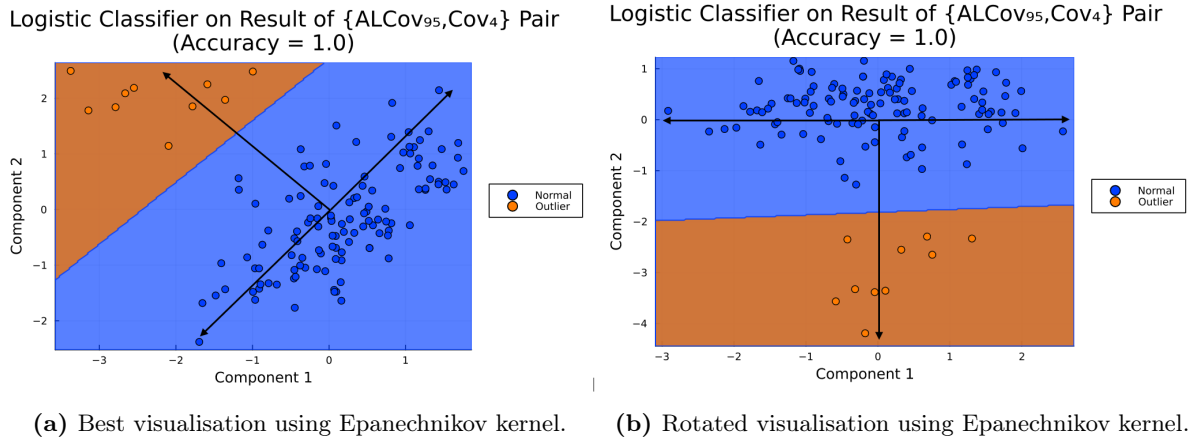 Logistic Classifier on Result of {ALCov₉₅,Cov₄} Pair
(Accuracy = 1.0)
Component 2
2
1
0
−1
−2
−3
−2
−1
0
1
Component 1
Normal
Outlier
(a) Best visualisation using Epanechnikov kernel.
Logistic Classifier on Result of {ALCov₉₅,Cov₄} Pair
(Accuracy = 1.0)
Component 2
1
0
−1
−2
−3
−4
−3
−2
−1
0
1
2
Component 1
Normal
Outlier
(b) Rotated visualisation using Epanechnikov kernel.